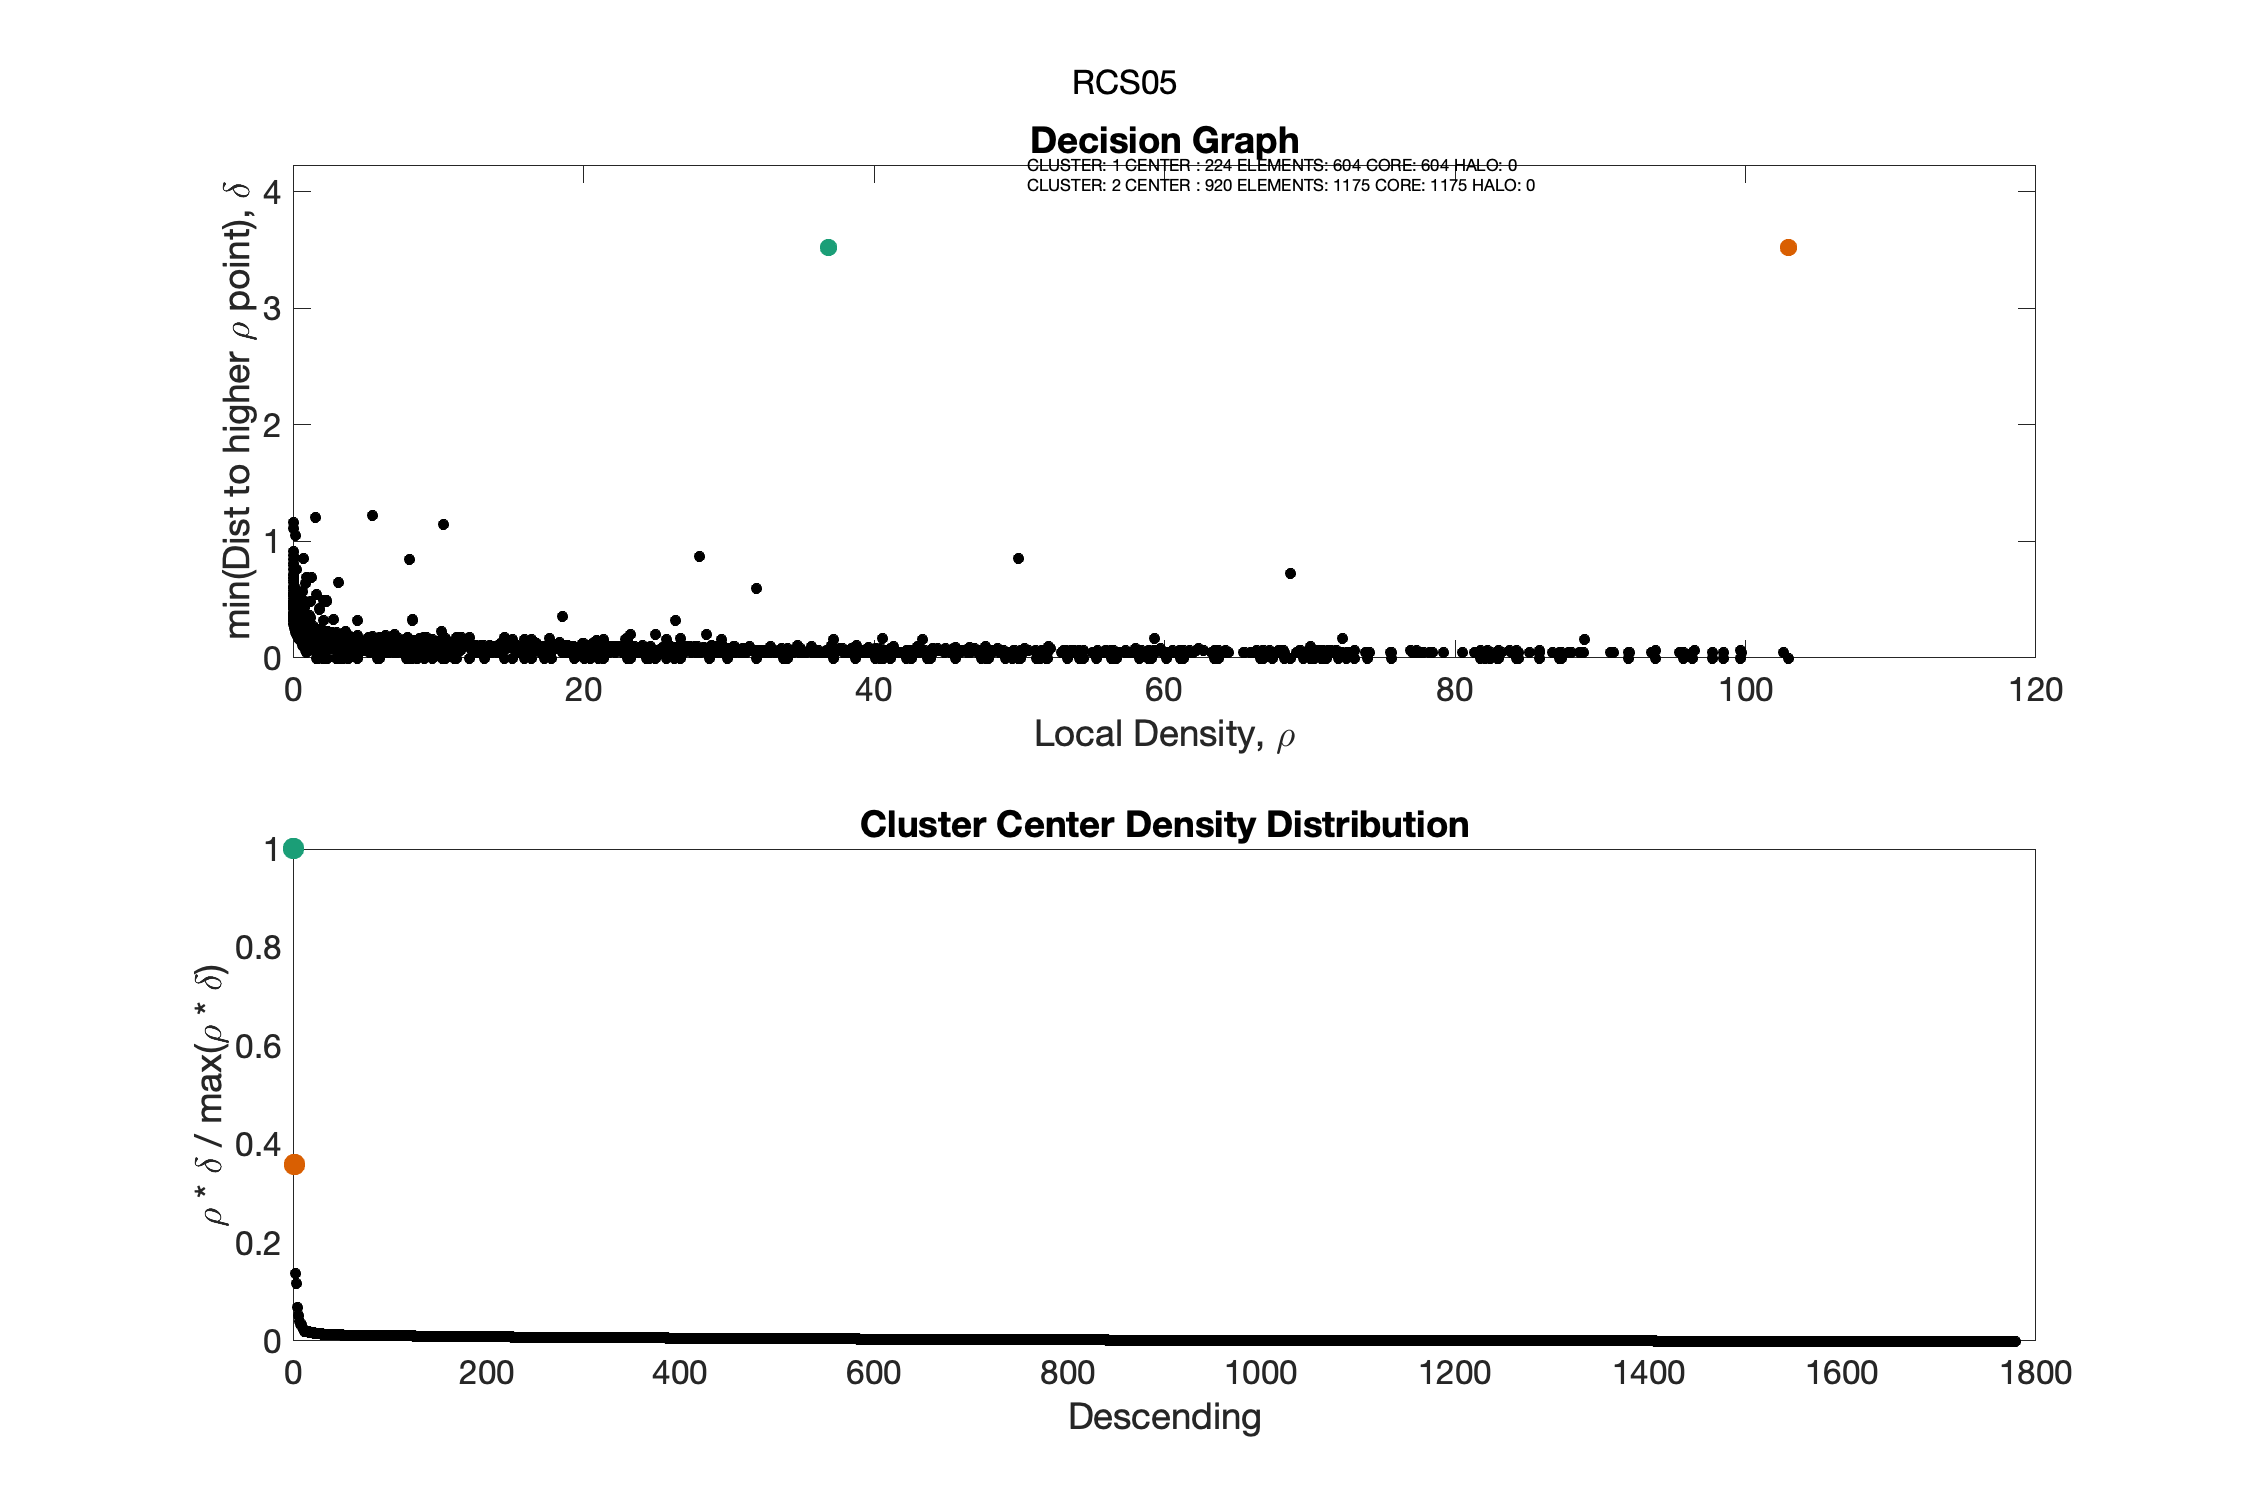 RCS05
Decision Graph
CLUSTER: 1 CENTER : 224 ELEMENTS: 604 CORE: 604 HALO: 0
CLUSTER: 2 CENTER : 920 ELEMENTS: 1175 CORE: 1175 HALO: 0
min(Dist to higher ρ point), δ
4
3
2
1
0
0 20 40 60 80 100 120
Local Density, ρ
Cluster Center Density Distribution
ρ * δ / max(ρ * δ)
1
0.8
0.6
0.4
0.2
0
0 200 400 600 800 1000 1200 1400 1600 1800
Descending